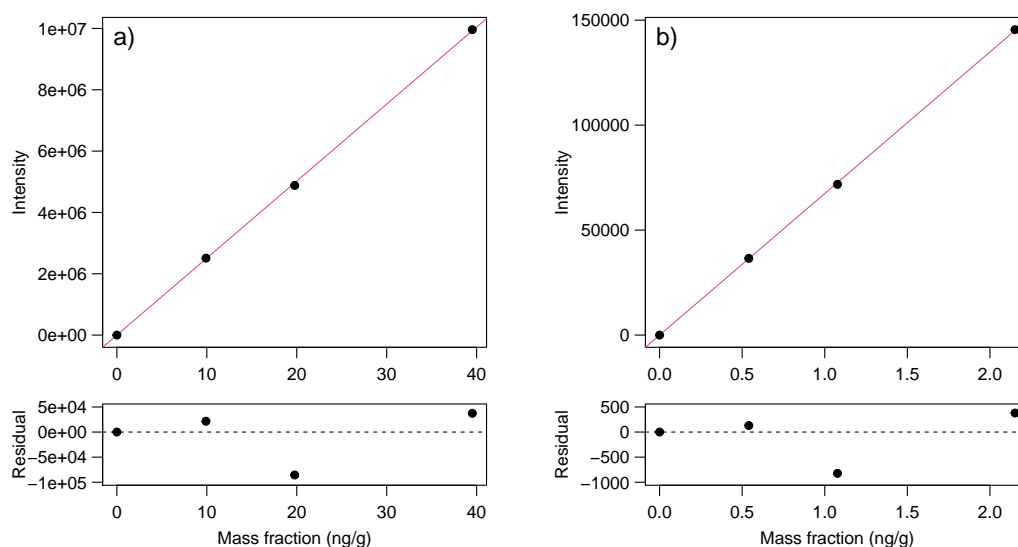 a)
Intensity
1e+07
8e+06
6e+06
4e+06
2e+06
0e+00
0 10 20 30 40
Residual
5e+04
0e+00
−5e+04
−1e+05
0 10 20 30 40
Mass fraction (ng/g)
b)
Intensity
150000
100000
50000
0
0.0 0.5 1.0 1.5 2.0
Residual
500
0
−500
−1000
0.0 0.5 1.0 1.5 2.0
Mass fraction (ng/g)